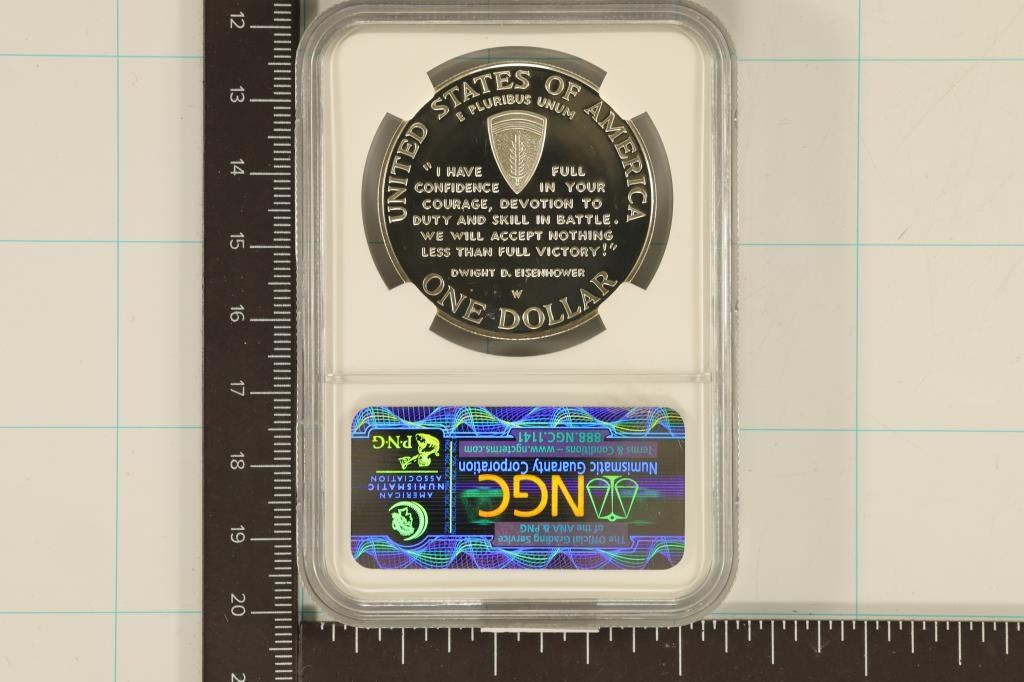 12
13
14
15
16
17
18
19
20
UNITED STATES OF AMERICA
E PLURIBUS UNUM
"I HAVE FULL
CONFIDENCE IN YOUR
COURAGE, DEVOTION TO
DUTY AND SKILL IN BATTLE.
WE WILL ACCEPT NOTHING
LESS THAN FULL VICTORY!"
DWIGHT D. EISENHOWER
W
ONE DOLLAR
The Official Grading Service
of the ANA & PNG
NGC
Numismatic Guaranty Corporation
Terms & Conditions – www.ngcterms.com
888.NGC.1141
AMERICAN
NUMISMATIC
ASSOCIATION
P·N·G